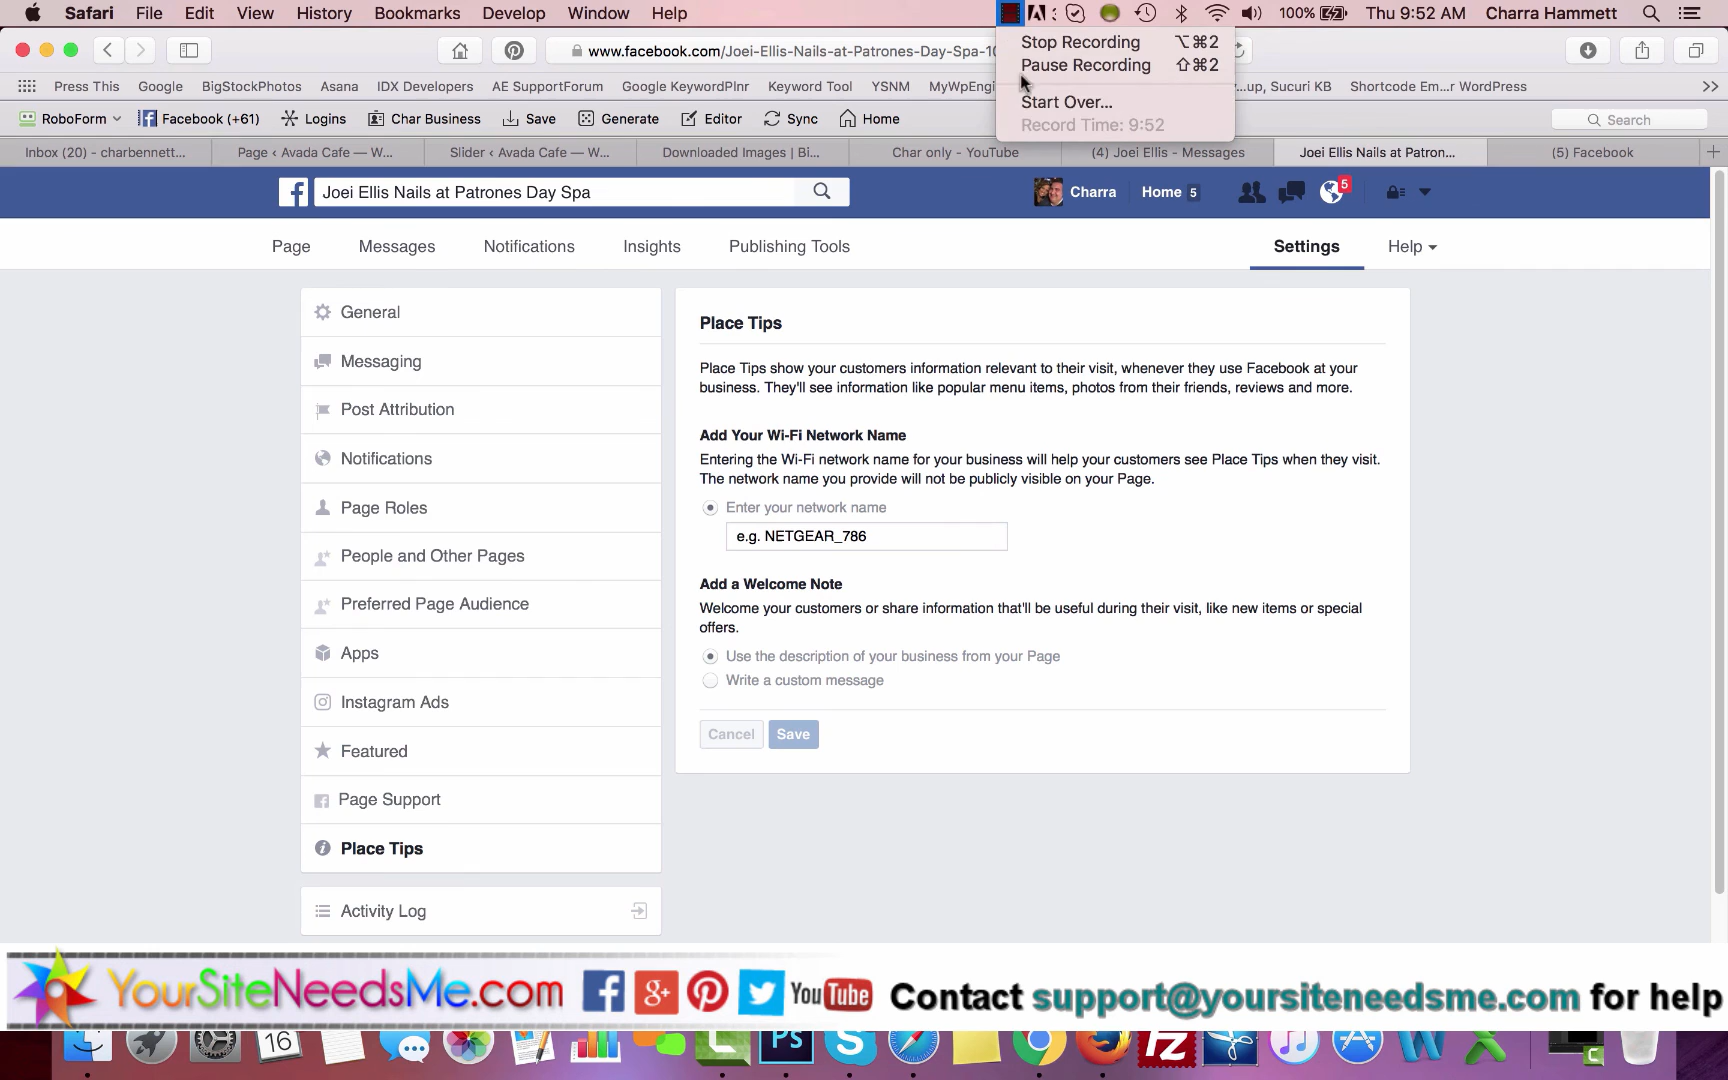 Safari File Edit View History Bookmarks Develop Window Help 100% Thu 9:52 AM Charra Hammett
Stop Recording ⌥⌘2
Pause Recording ⇧⌘2
Start Over...
Record Time: 9:52
www.facebook.com/Joei-Ellis-Nails-at-Patrones-Day-Spa-10
Press This Google BigStockPhotos Asana IDX Developers AE SupportForum Google KeywordPlnr Keyword Tool YSNM MyWpEngi ...up, Sucuri KB Shortcode Em...r WordPress
RoboForm Facebook (+61) Logins Char Business Save Generate Editor Sync Home Search
Inbox (20) - charbennett... Page ‹ Avada Cafe — W... Slider ‹ Avada Cafe — W... Downloaded Images | Bi... Char only - YouTube (4) Joei Ellis - Messages Joei Ellis Nails at Patron... (5) Facebook
Joei Ellis Nails at Patrones Day Spa Charra Home 5 5
Page Messages Notifications Insights Publishing Tools Settings Help
General
Messaging
Post Attribution
Notifications
Page Roles
People and Other Pages
Preferred Page Audience
Apps
Instagram Ads
Featured
Page Support
Place Tips
Activity Log
Place Tips
Place Tips show your customers information relevant to their visit, whenever they use Facebook at your
business. They'll see information like popular menu items, photos from their friends, reviews and more.
Add Your Wi-Fi Network Name
Entering the Wi-Fi network name for your business will help your customers see Place Tips when they visit.
The network name you provide will not be publicly visible on your Page.
Enter your network name
e.g. NETGEAR_786
Add a Welcome Note
Welcome your customers or share information that'll be useful during their visit, like new items or special
offers.
Use the description of your business from your Page
Write a custom message
Cancel Save
YourSiteNeedsMe.com You Tube Contact support@yoursiteneedsme.com for help
16 Ps